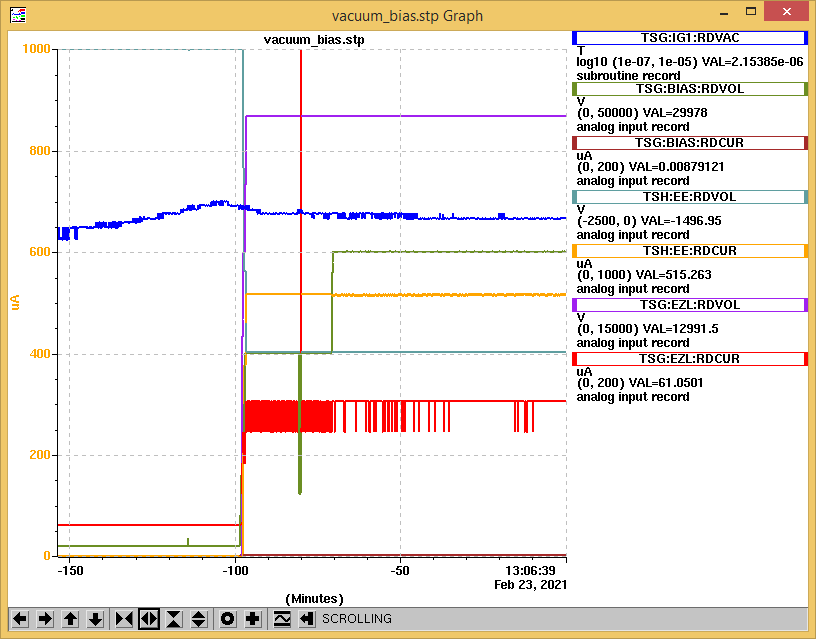 vacuum_bias.stp Graph
vacuum_bias.stp
1000
800
600
400
200
0
uA
-150
-100
-50
13:06:39
Feb 23, 2021
(Minutes)
TSG:IG1:RDVAC
T
log10 (1e-07, 1e-05) VAL=2.15385e-06
subroutine record
TSG:BIAS:RDVOL
V
(0, 50000) VAL=29978
analog input record
TSG:BIAS:RDCUR
uA
(0, 200) VAL=0.00879121
analog input record
TSH:EE:RDVOL
V
(-2500, 0) VAL=-1496.95
analog input record
TSH:EE:RDCUR
uA
(0, 1000) VAL=515.263
analog input record
TSG:EZL:RDVOL
V
(0, 15000) VAL=12991.5
analog input record
TSG:EZL:RDCUR
uA
(0, 200) VAL=61.0501
analog input record
SCROLLING